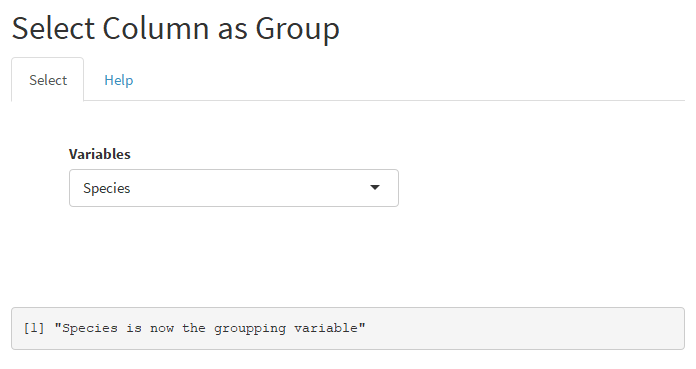 Select Column as Group
Select
Help
Variables
Species
[1] "Species is now the groupping variable"